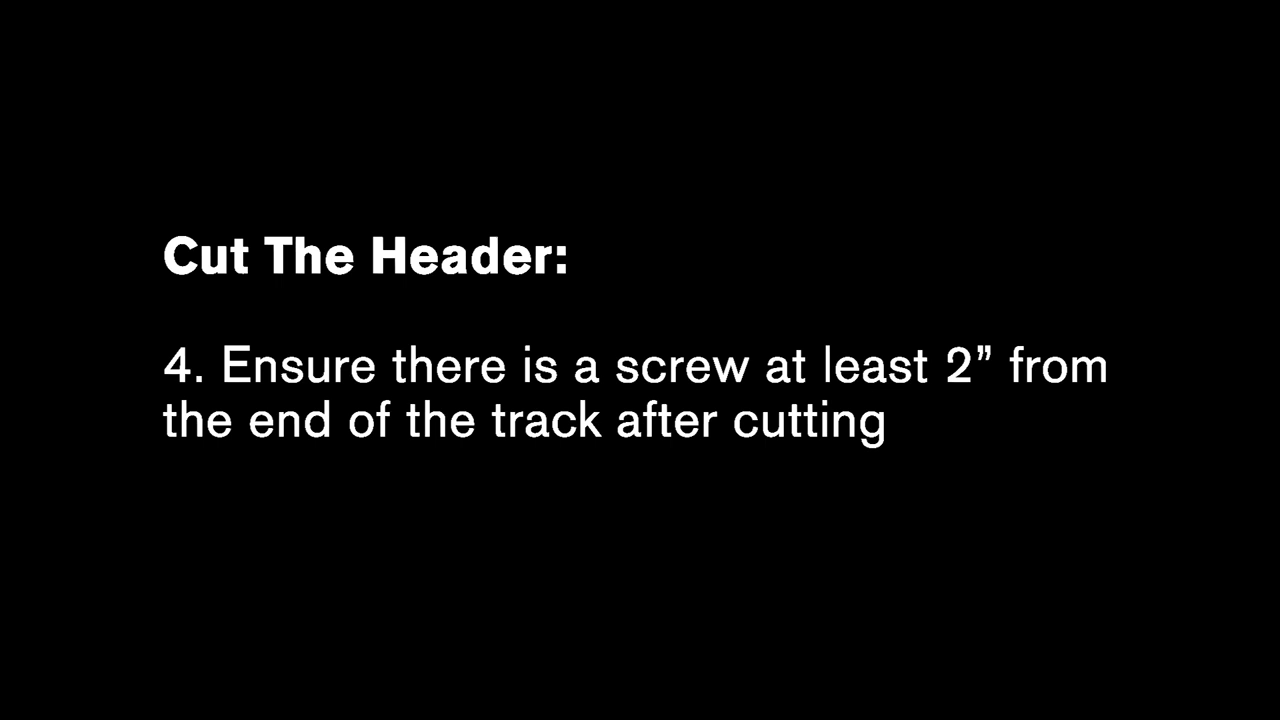 Cut The Header:
4. Ensure there is a screw at least 2” from
the end of the track after cutting